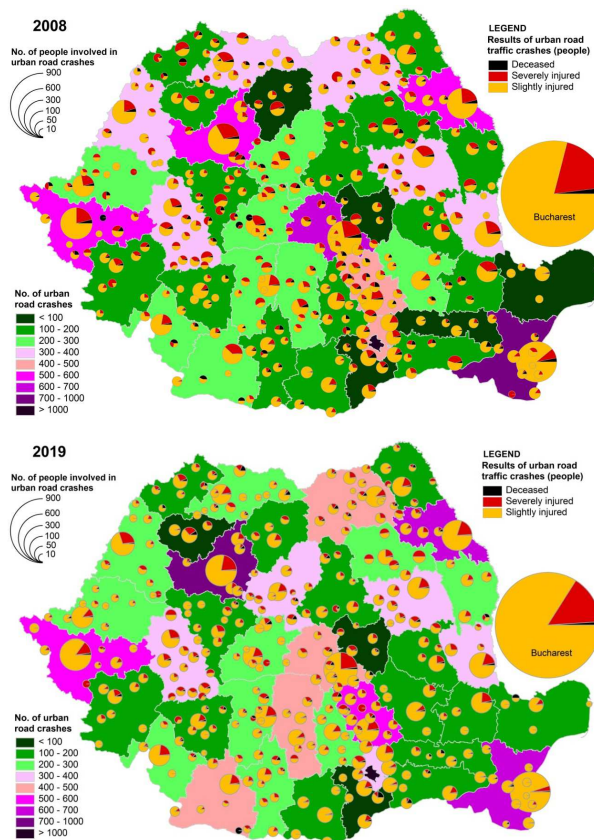 2008
No. of people involved in
urban road crashes
900
600
300
100
50
10
LEGEND
Results of urban road
traffic crashes (people)
Deceased
Severely injured
Slightly injured
Bucharest
No. of urban
road crashes
< 100
100 - 200
200 - 300
300 - 400
400 - 500
500 - 600
600 - 700
700 - 1000
> 1000
2019
No. of people involved in
urban road crashes
900
600
300
100
50
10
LEGEND
Results of urban road
traffic crashes (people)
Deceased
Severely injured
Slightly injured
Bucharest
No. of urban
road crashes
< 100
100 - 200
200 - 300
300 - 400
400 - 500
500 - 600
600 - 700
700 - 1000
> 1000